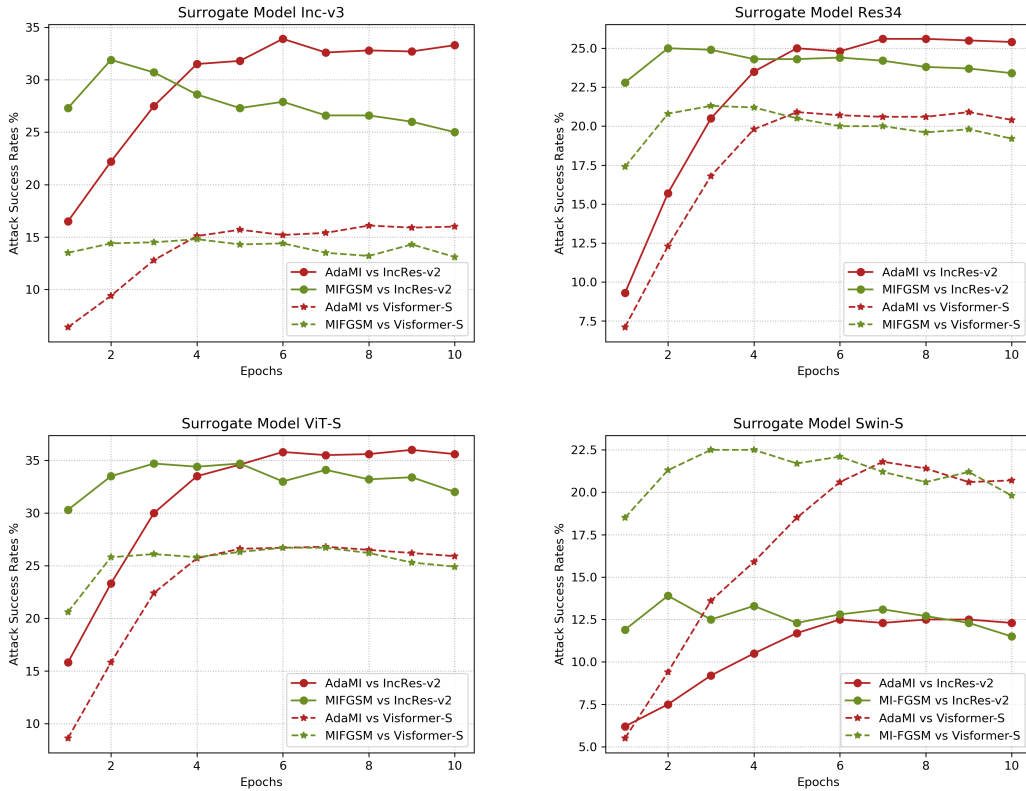 Surrogate Model Inc-v3
Attack Success Rates %
35
30
25
20
15
10
2 4 6 8 10
Epochs
AdaMI vs IncRes-v2
MIFGSM vs IncRes-v2
AdaMI vs Visformer-S
MIFGSM vs Visformer-S
Surrogate Model Res34
Attack Success Rates %
25.0
22.5
20.0
17.5
15.0
12.5
10.0
7.5
2 4 6 8 10
Epochs
AdaMI vs IncRes-v2
MIFGSM vs IncRes-v2
AdaMI vs Visformer-S
MIFGSM vs Visformer-S
Surrogate Model ViT-S
Attack Success Rates %
35
30
25
20
15
10
2 4 6 8 10
Epochs
AdaMI vs IncRes-v2
MIFGSM vs IncRes-v2
AdaMI vs Visformer-S
MIFGSM vs Visformer-S
Surrogate Model Swin-S
Attack Success Rates %
22.5
20.0
17.5
15.0
12.5
10.0
7.5
5.0
2 4 6 8 10
Epochs
AdaMI vs IncRes-v2
MI-FGSM vs IncRes-v2
AdaMI vs Visformer-S
MI-FGSM vs Visformer-S